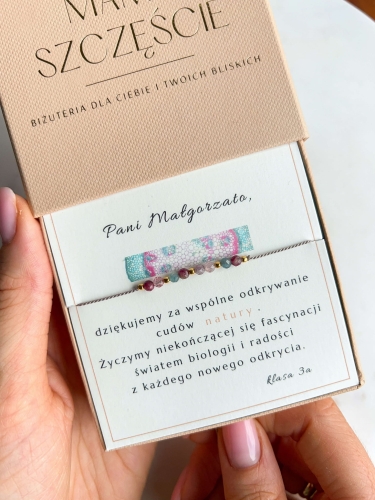 MAM
SZCZĘŚCIE
BIŻUTERIA DLA CIEBIE I TWOICH BLISKICH
Pani Małgorzato,
dziękujemy za wspólne odkrywanie
cudów natury.
Życzymy niekończącej się fascynacji
światem biologii i radości
z każdego nowego odkrycia.
klasa 3a